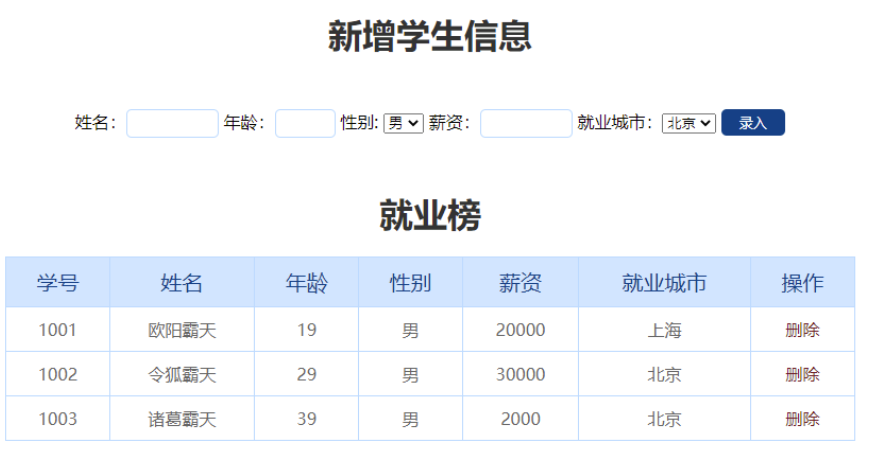 新增学生信息
姓名： 年龄： 性别: 男 薪资： 就业城市： 北京 录入
就业榜
学号 姓名 年龄 性别 薪资 就业城市 操作
1001 欧阳霸天 19 男 20000 上海 删除
1002 令狐霸天 29 男 30000 北京 删除
1003 诸葛霸天 39 男 2000 北京 删除